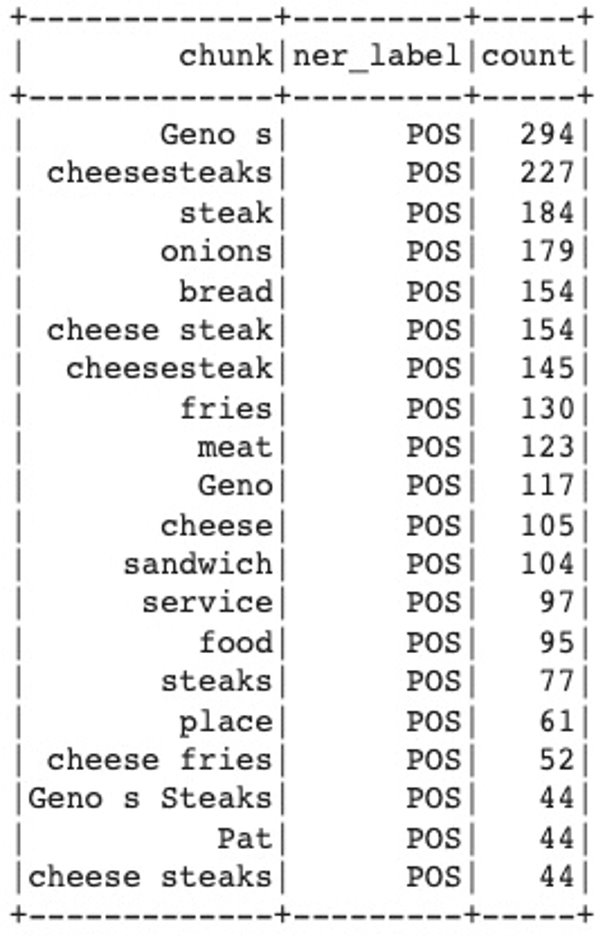 +--------------+---------+-----+
|         chunk|ner_label|count|
+--------------+---------+-----+
|        Geno s|      POS|  294|
| cheesesteaks|      POS|  227|
|         steak|      POS|  184|
|        onions|      POS|  179|
|         bread|      POS|  154|
|  cheese steak|      POS|  154|
|   cheesesteak|      POS|  145|
|         fries|      POS|  130|
|          meat|      POS|  123|
|          Geno|      POS|  117|
|        cheese|      POS|  105|
|      sandwich|      POS|  104|
|       service|      POS|   97|
|          food|      POS|   95|
|        steaks|      POS|   77|
|         place|      POS|   61|
|  cheese fries|      POS|   52|
|Geno s Steaks|      POS|   44|
|           Pat|      POS|   44|
|cheese steaks|      POS|   44|
+--------------+---------+-----+